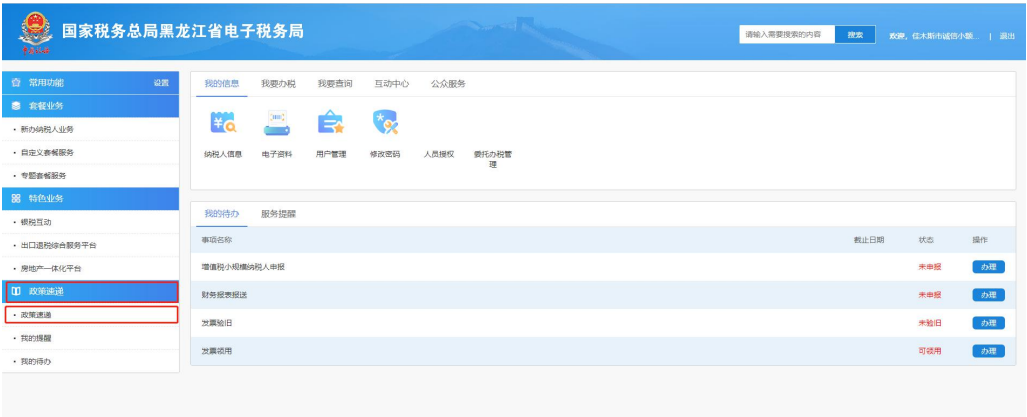 国家税务总局黑龙江省电子税务局
请输入需要搜索的内容 搜索 欢迎，佳木斯市诚信小额... | 退出
常用功能 设置
套餐业务
• 新办纳税人业务
• 自定义套餐服务
• 专题套餐服务
特色业务
• 银税互动
• 出口退税综合服务平台
• 房地产一体化平台
政策速递
• 政策速递
• 我的提醒
• 我的待办
我的信息 我要办税 我要查询 互动中心 公众服务
纳税人信息 电子资料 用户管理 修改密码 人员授权 委托办税管
理
我的待办 服务提醒
事项名称 截止日期 状态 操作
增值税小规模纳税人申报 未申报 办理
财务报表报送 未申报 办理
发票验旧 未验旧 办理
发票领用 可领用 办理